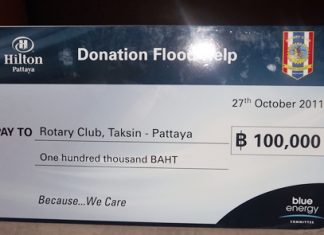 Hilton
Pattaya
Donation Flood Help
27th October 2011
PAY TO Rotary Club, Taksin - Pattaya
฿ 100,000
One hundred thousand BAHT
Because...We Care
blue
energy
COMMITTEE